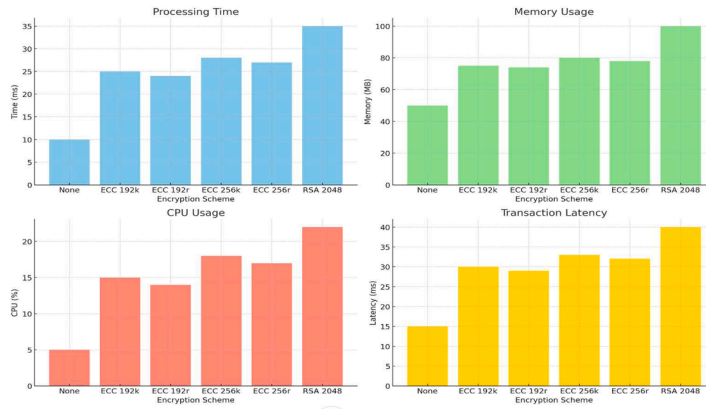 Processing Time
35
30
25
20
15
10
5
0
Time (ms)
None ECC 192k ECC 192r ECC 256k ECC 256r RSA 2048
Encryption Scheme
Memory Usage
100
80
60
40
20
0
Memory (MB)
None ECC 192k ECC 192r ECC 256k ECC 256r RSA 2048
Encryption Scheme
CPU Usage
20
15
10
5
0
CPU (%)
None ECC 192k ECC 192r ECC 256k ECC 256r RSA 2048
Encryption Scheme
Transaction Latency
40
35
30
25
20
15
10
5
0
Latency (ms)
None ECC 192k ECC 192r ECC 256k ECC 256r RSA 2048
Encryption Scheme